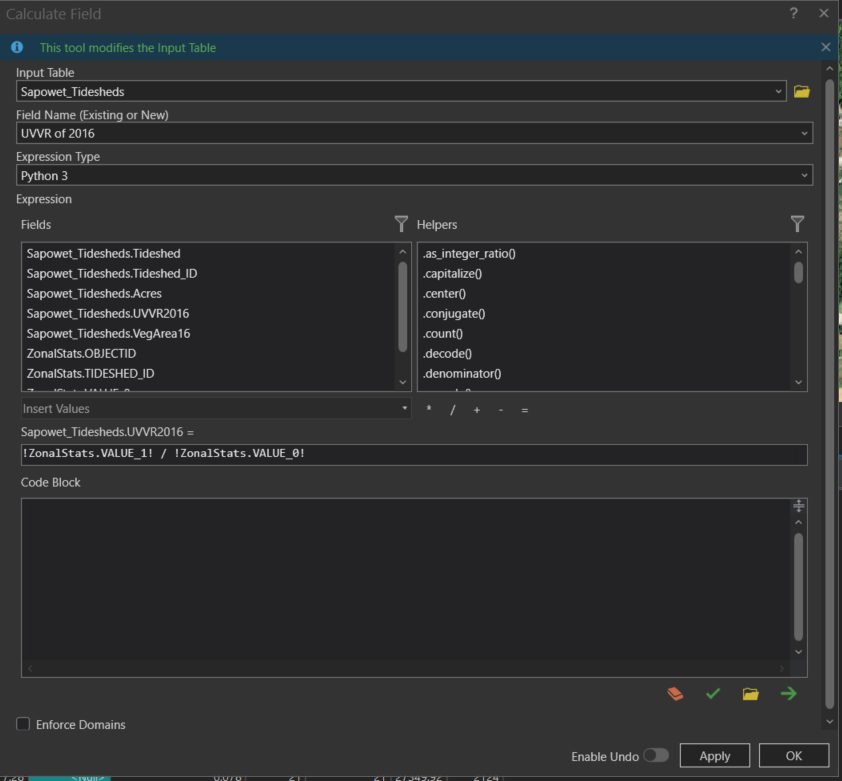 Calculate Field
?
This tool modifies the Input Table
Input Table
Sapowet_Tidesheds
Field Name (Existing or New)
UVVR of 2016
Expression Type
Python 3
Expression
Fields
Helpers
Sapowet_Tidesheds.Tideshed
.as_integer_ratio()
Sapowet_Tidesheds.Tideshed_ID
.capitalize()
Sapowet_Tidesheds.Acres
.center()
Sapowet_Tidesheds.UVVR2016
.conjugate()
Sapowet_Tidesheds.VegArea16
.count()
ZonalStats.OBJECTID
.decode()
ZonalStats.TIDESHED_ID
.denominator()
Insert Values
* / + - =
Sapowet_Tidesheds.UVVR2016 =
!ZonalStats.VALUE_1! / !ZonalStats.VALUE_0!
Code Block
Enforce Domains
Enable Undo
Apply
OK